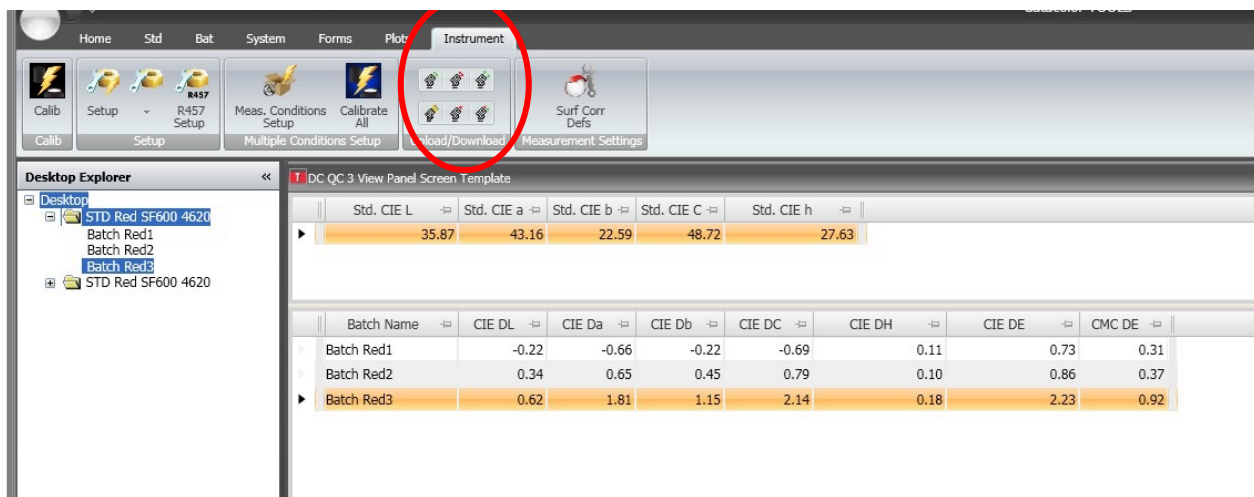 Home Std Bat System Forms Plots Instrument
R457
Calib Setup - R457 Setup Meas. Conditions Setup Calibrate All Surf Corr Defs
Calib Setup Multiple Conditions Setup Upload/Download Measurement Settings
Desktop Explorer «
DC QC 3 View Panel Screen Template
Desktop
STD Red SF600 4620
Batch Red1
Batch Red2
Batch Red3
STD Red SF600 4620
Std. CIE L Std. CIE a Std. CIE b Std. CIE C Std. CIE h
35.87 43.16 22.59 48.72 27.63
Batch Name CIE DL CIE Da CIE Db CIE DC CIE DH CIE DE CMC DE
Batch Red1 -0.22 -0.66 -0.22 -0.69 0.11 0.73 0.31
Batch Red2 0.34 0.65 0.45 0.79 0.10 0.86 0.37
Batch Red3 0.62 1.81 1.15 2.14 0.18 2.23 0.92